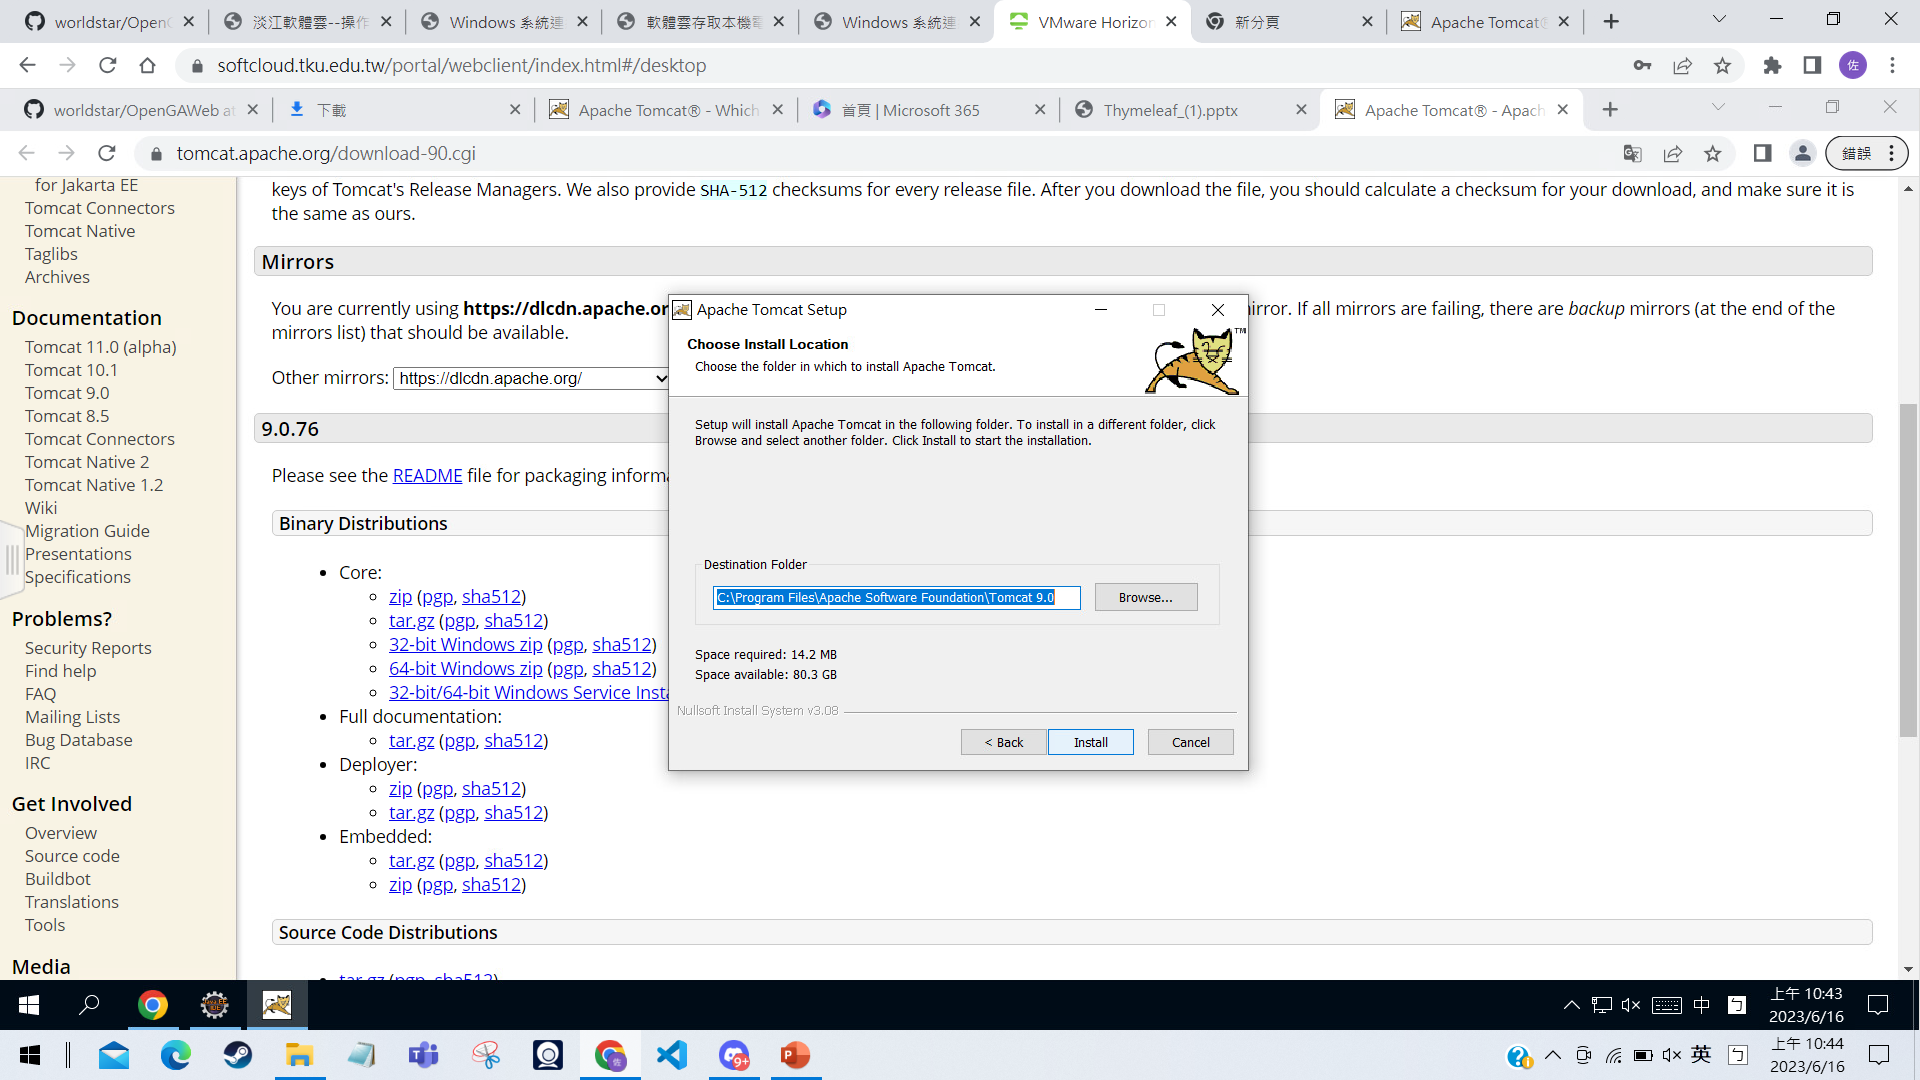 worldstar/OpenG
淡江軟體雲--操作
Windows 系統連
軟體雲存取本機電
Windows 系統連
VMware Horizon
新分頁
Apache Tomcat®
softcloud.tku.edu.tw/portal/webclient/index.html#/desktop
佐
worldstar/OpenGAWeb at
下載
Apache Tomcat® - Which
首頁 | Microsoft 365
Thymeleaf_(1).pptx
Apache Tomcat® - Apach
tomcat.apache.org/download-90.cgi
錯誤
for Jakarta EE
Tomcat Connectors
Tomcat Native
Taglibs
Archives
Documentation
Tomcat 11.0 (alpha)
Tomcat 10.1
Tomcat 9.0
Tomcat 8.5
Tomcat Connectors
Tomcat Native 2
Tomcat Native 1.2
Wiki
Migration Guide
Presentations
Specifications
Problems?
Security Reports
Find help
FAQ
Mailing Lists
Bug Database
IRC
Get Involved
Overview
Source code
Buildbot
Translations
Tools
Media
keys of Tomcat's Release Managers. We also provide SHA-512 checksums for every release file. After you download the file, you should calculate a checksum for your download, and make sure it is
the same as ours.
Mirrors
You are currently using https://dlcdn.apache.or
irror. If all mirrors are failing, there are backup mirrors (at the end of the
mirrors list) that should be available.
Other mirrors: https://dlcdn.apache.org/
9.0.76
Please see the README file for packaging informa
Binary Distributions
• Core:
zip (pgp, sha512)
tar.gz (pgp, sha512)
32-bit Windows zip (pgp, sha512)
64-bit Windows zip (pgp, sha512)
32-bit/64-bit Windows Service Insta
• Full documentation:
tar.gz (pgp, sha512)
• Deployer:
zip (pgp, sha512)
tar.gz (pgp, sha512)
• Embedded:
tar.gz (pgp, sha512)
zip (pgp, sha512)
Source Code Distributions
tar.gz (pgp, sha512)
Apache Tomcat Setup
Choose Install Location
Choose the folder in which to install Apache Tomcat.
TM
Setup will install Apache Tomcat in the following folder. To install in a different folder, click
Browse and select another folder. Click Install to start the installation.
Destination Folder
C:\Program Files\Apache Software Foundation\Tomcat 9.0
Browse...
Space required: 14.2 MB
Space available: 80.3 GB
Nullsoft Install System v3.08
< Back
Install
Cancel
中
上午 10:43
2023/6/16
9+
英
上午 10:44
2023/6/16